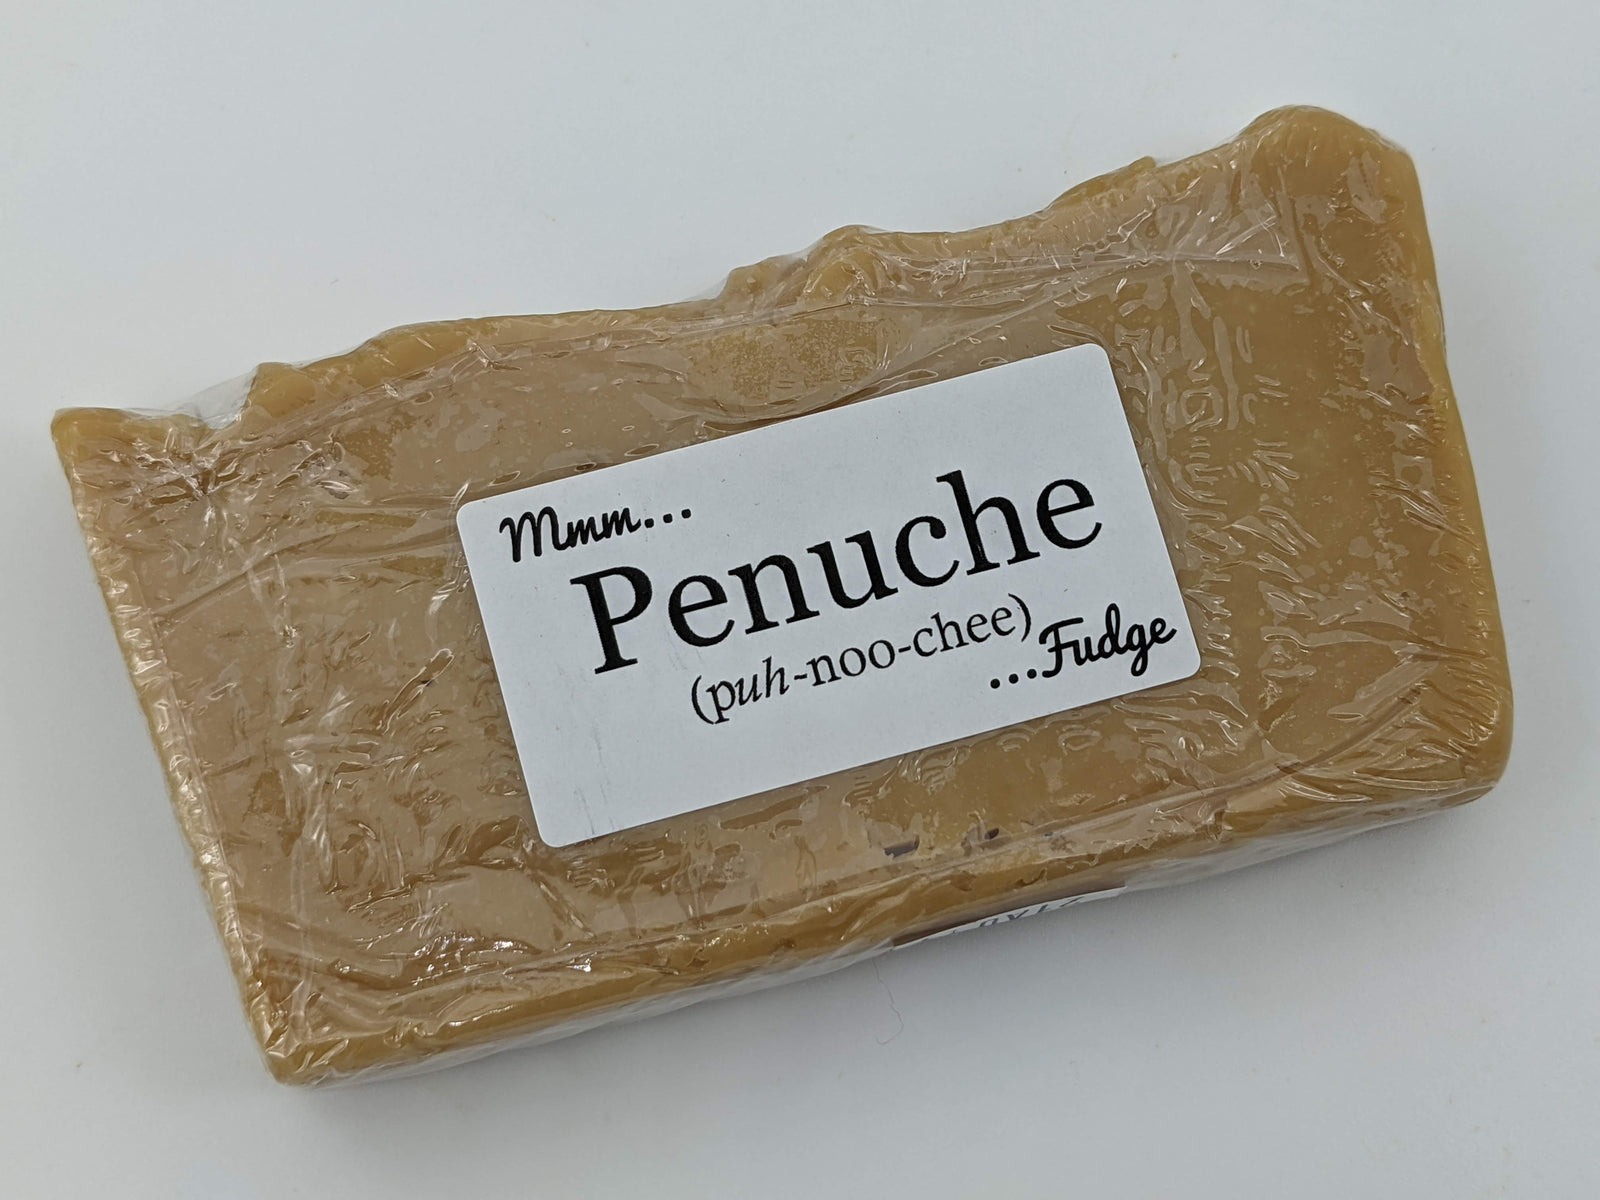 Mmm...
Penuche
(puh-noo-chee)
...Fudge